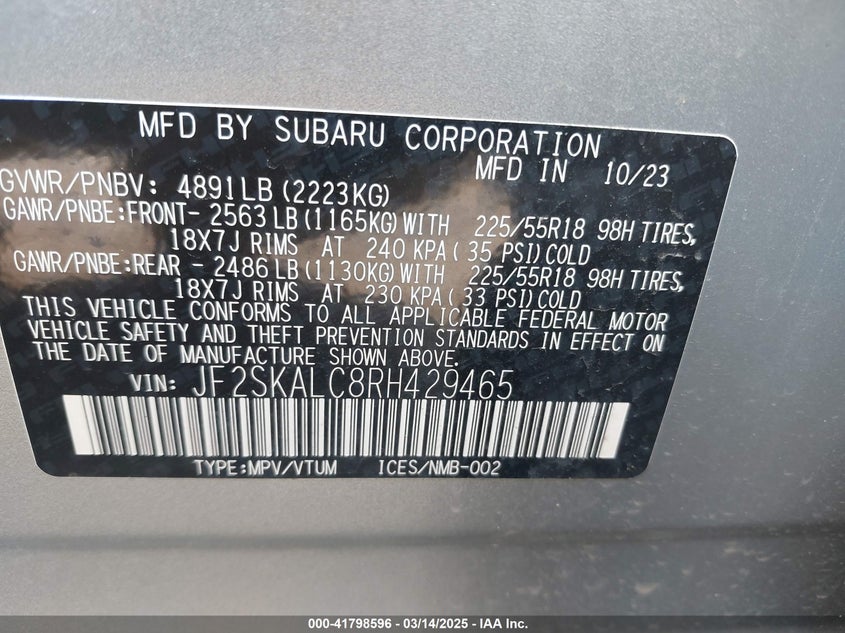 MFD BY SUBARU CORPORATION
MFD IN 10/23
GVWR/PNBV: 4891LB (2223KG)
GAWR/PNBE:FRONT- 2563 LB (1165KG) WITH 225/55R18 98H TIRES,
18X7J RIMS AT 240 KPA ( 35 PSI) COLD
GAWR/PNBE:REAR - 2486 LB (1130KG) WITH 225/55R18 98H TIRES,
18X7J RIMS AT 230 KPA ( 33 PSI) COLD
THIS VEHICLE CONFORMS TO ALL APPLICABLE FEDERAL MOTOR
VEHICLE SAFETY AND THEFT PREVENTION STANDARDS IN EFFECT ON
THE DATE OF MANUFACTURE SHOWN ABOVE.
VIN: JF2SKALC8RH429465
TYPE:MPV/VTUM ICES/NMB-002
000-41798596 - 03/14/2025 - IAA Inc.